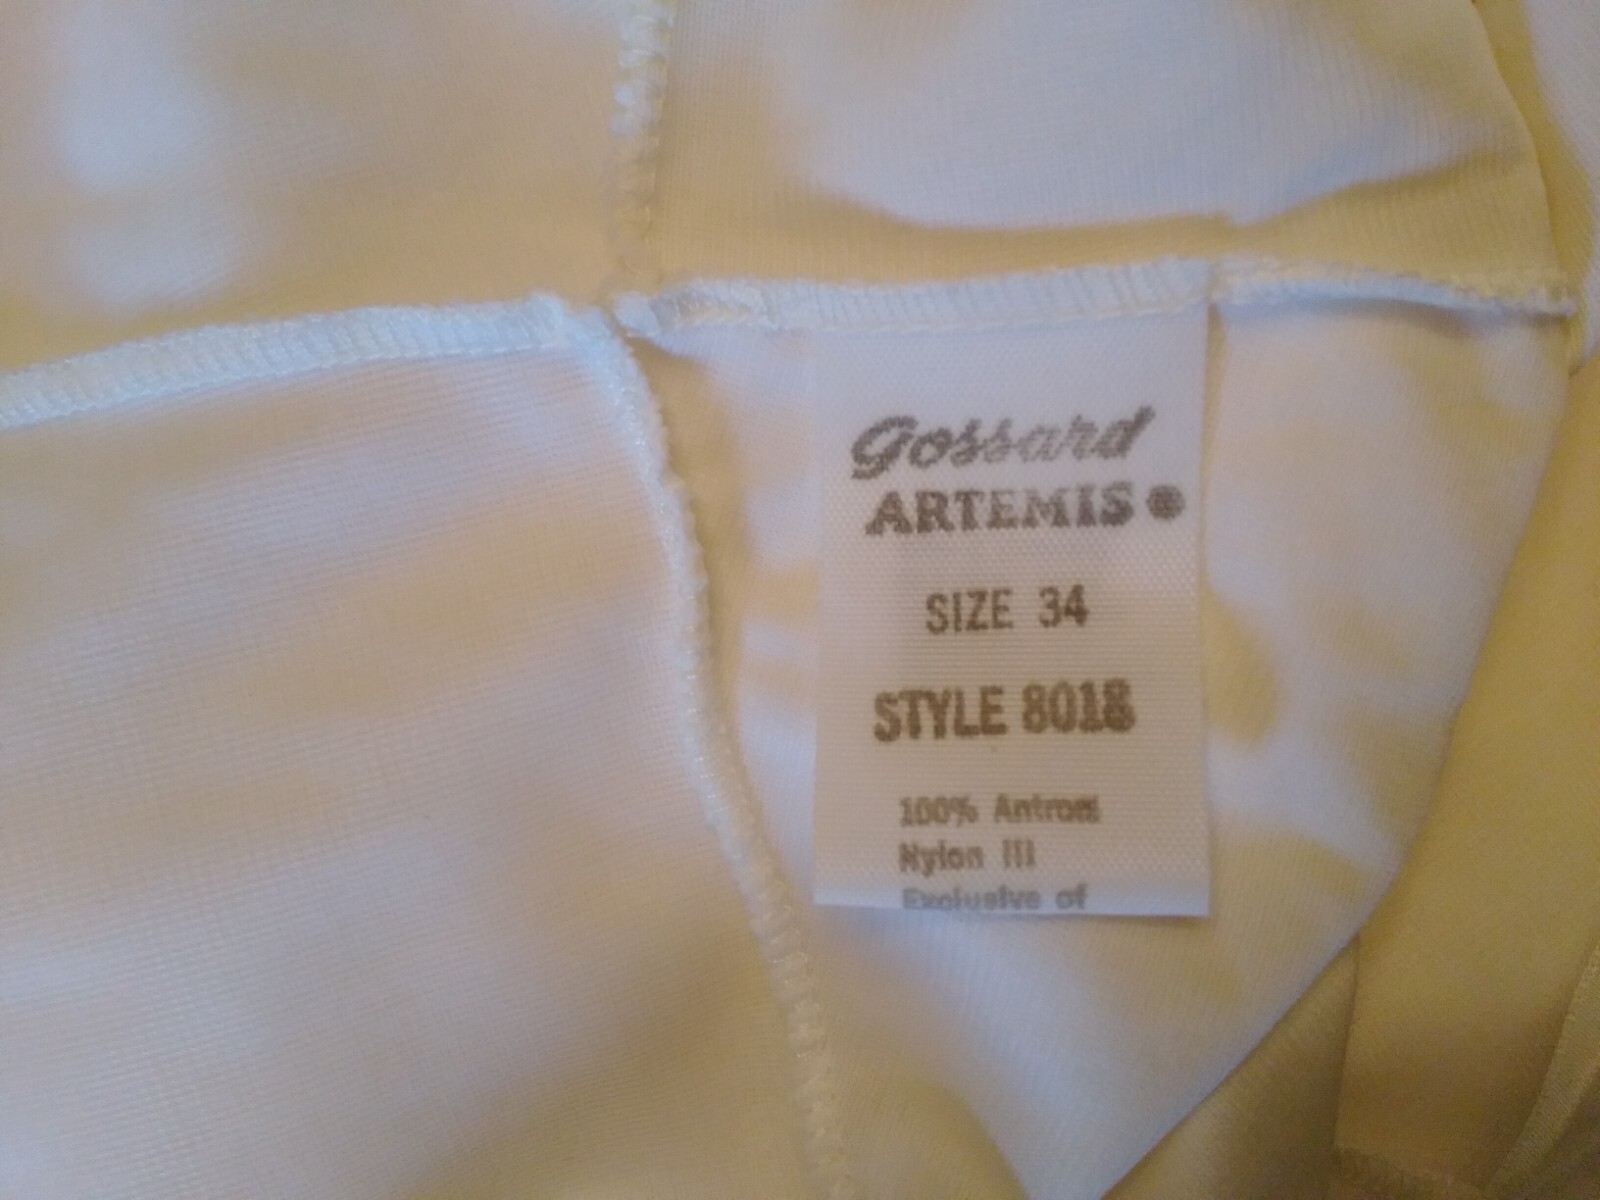 Gossard
ARTEMIS ®
SIZE 34
STYLE 8018
100% Antron
Nylon III
Exclusive of